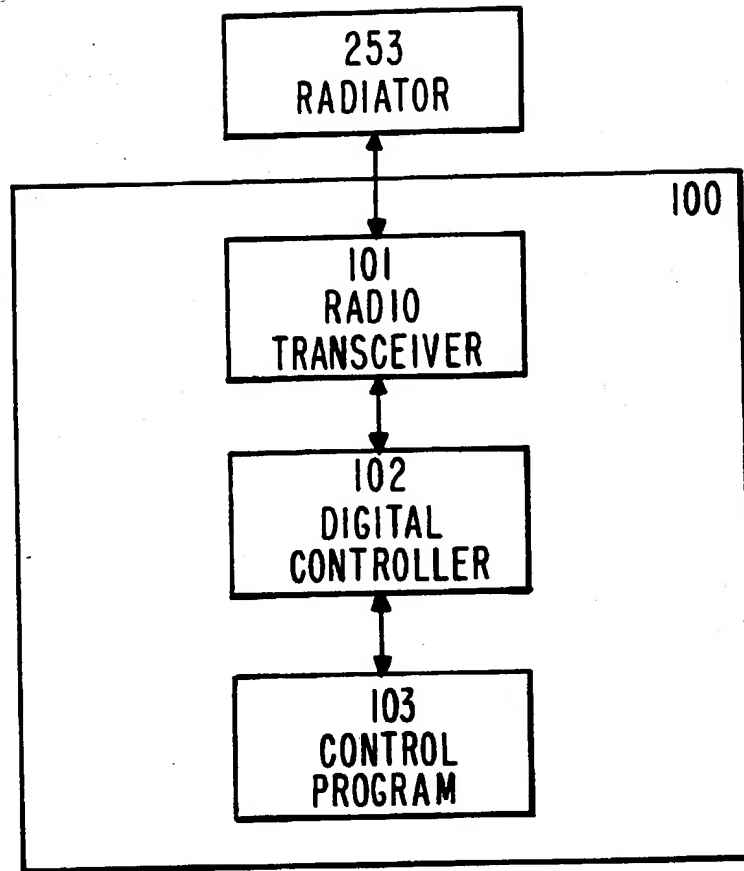 253
RADIATOR
100
101
RADIO
TRANSCEIVER
102
DIGITAL
CONTROLLER
103
CONTROL
PROGRAM